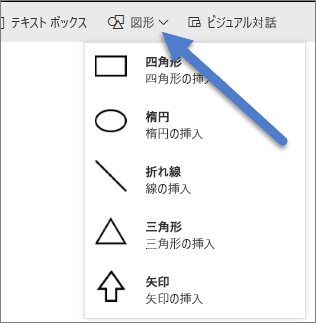 テキスト ボックス 図形 ビジュアル対話
四角形
四角形の挿入
楕円
楕円の挿入
折れ線
線の挿入
三角形
三角形の挿入
矢印
矢印の挿入